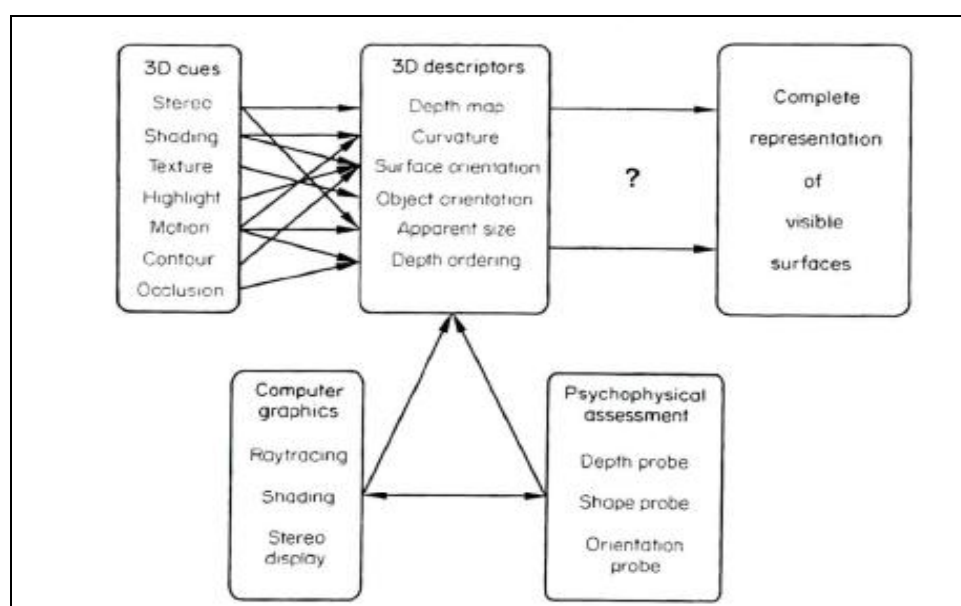 3D cues
Stereo
Shading
Texture
Highlight
Motion
Contour
Occlusion
3D descriptors
Depth map
Curvature
Surface orientation
Object orientation
Apparent size
Depth ordering
?
Complete
representation
of
visible
surfaces
Computer
graphics
Raytracing
Shading
Stereo
display
Psychophysical
assessment
Depth probe
Shape probe
Orientation
probe